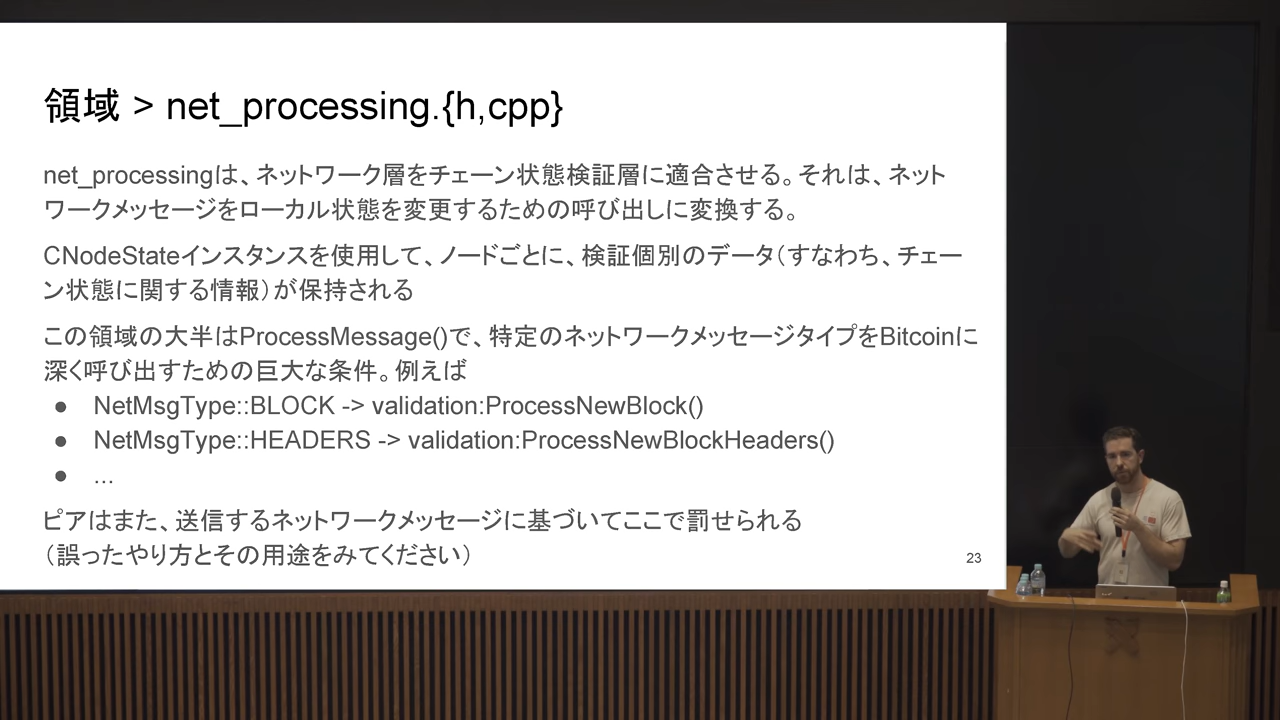 領域 > net_processing.{h,cpp}
net_processingは、ネットワーク層をチェーン状態検証層に適合させる。それは、ネット
ワークメッセージをローカル状態を変更するための呼び出しに変換する。
CNodeStateインスタンスを使用して、ノードごとに、検証個別のデータ（すなわち、チェー
ン状態に関する情報）が保持される
この領域の大半はProcessMessage()で、特定のネットワークメッセージタイプをBitcoinに
深く呼び出すための巨大な条件。例えば
● NetMsgType::BLOCK -> validation:ProcessNewBlock()
● NetMsgType::HEADERS -> validation:ProcessNewBlockHeaders()
● ...
ピアはまた、送信するネットワークメッセージに基づいてここで罰せられる
（誤ったやり方とその用途をみてください）
23